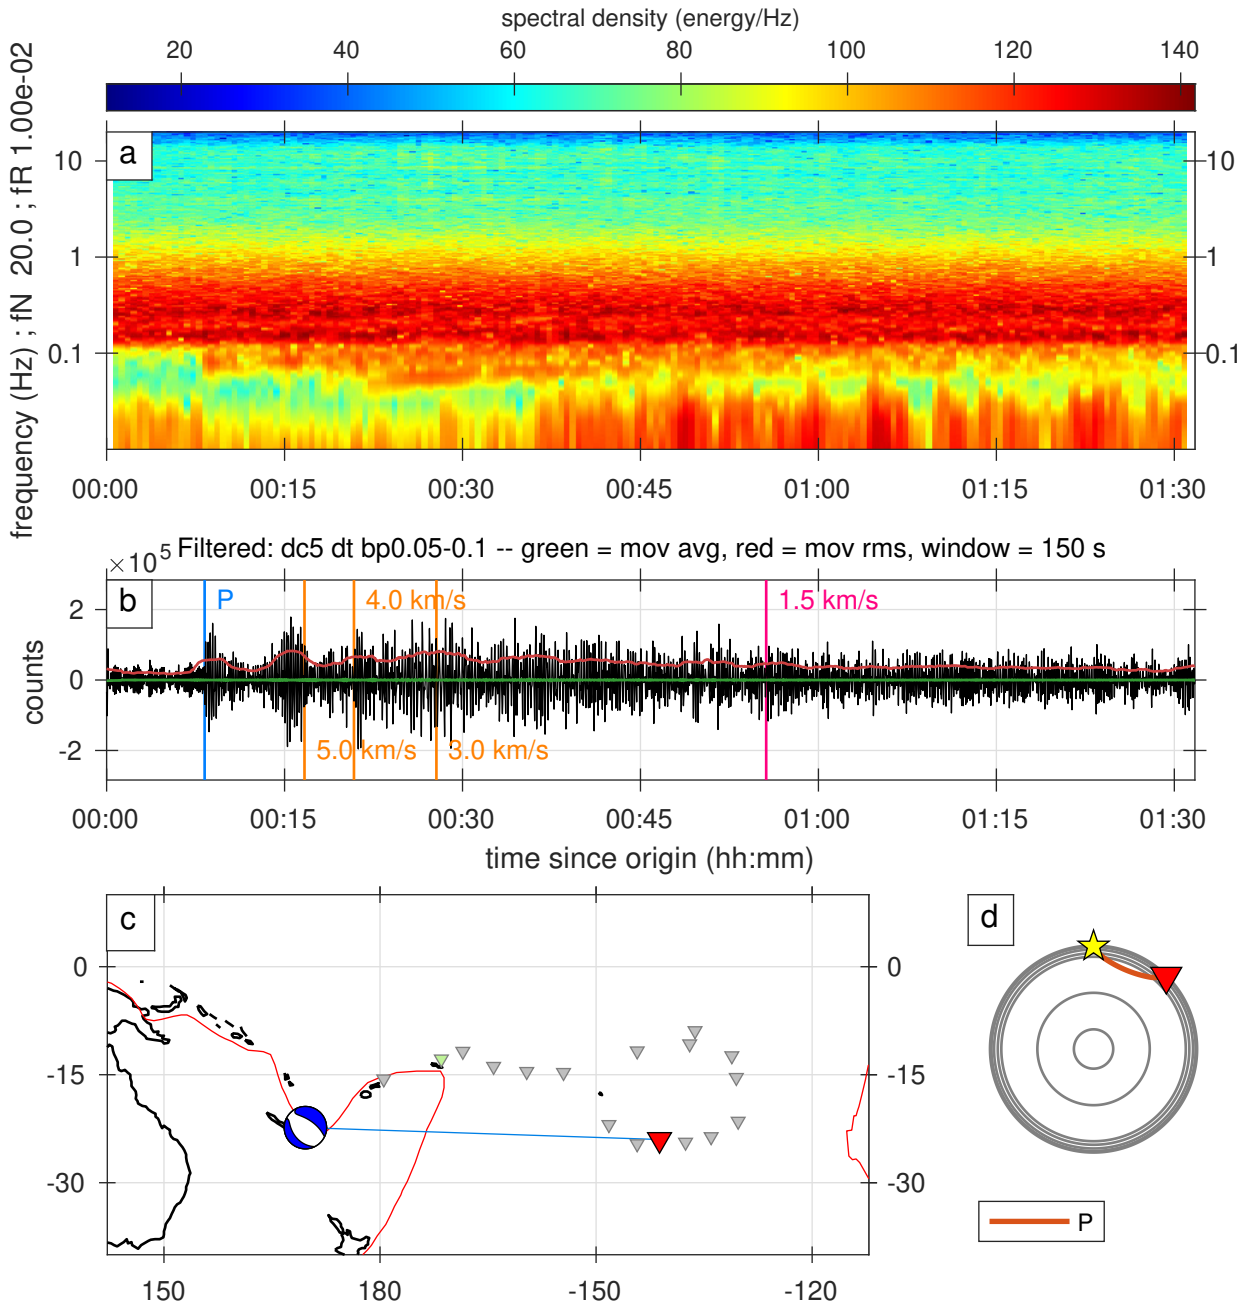 spectral density (energy/Hz)
20 40 60 80 100 120 140
frequency (Hz) ; fN 20.0 ; fR 1.00e-02
a
10 10
1 1
0.1 0.1
00:00 00:15 00:30 00:45 01:00 01:15 01:30
×10^5 Filtered: dc5 dt bp0.05-0.1 -- green = mov avg, red = mov rms, window = 150 s
b
P 4.0 km/s 1.5 km/s
5.0 km/s 3.0 km/s
counts
2
0
-2
00:00 00:15 00:30 00:45 01:00 01:15 01:30
time since origin (hh:mm)
c
d
0 0
-15 -15
-30 -30
150 180 -150 -120
P